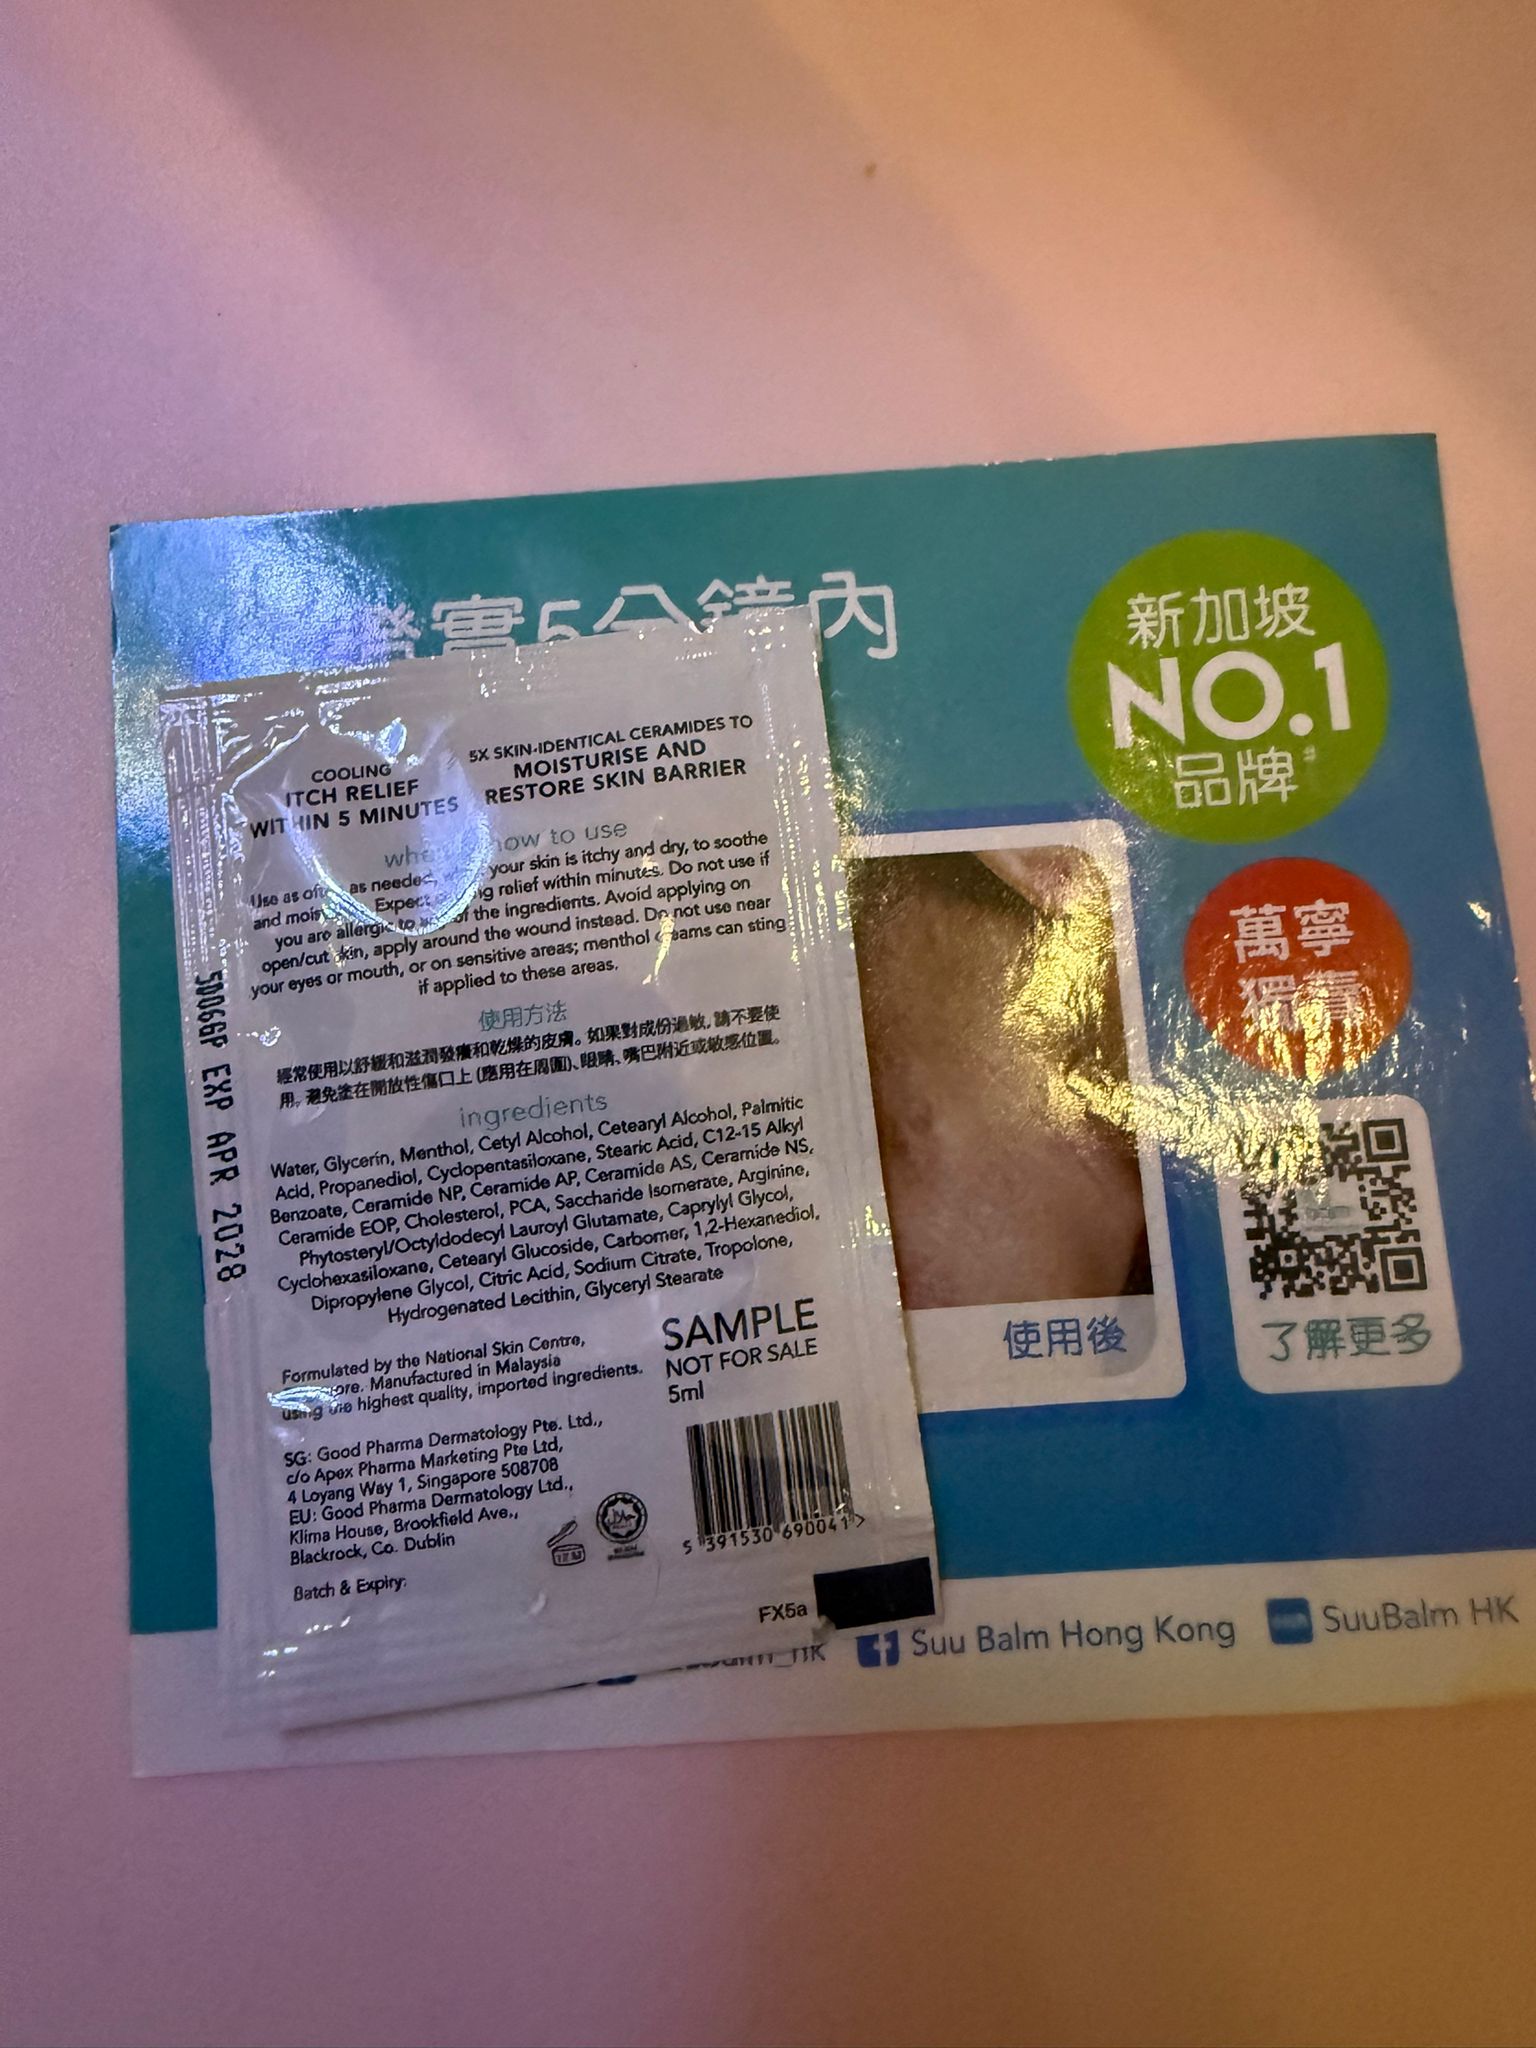 實5分鐘內
新加坡
NO.1
品牌
萬寧
獨
COOLING
ITCH RELIEF
WITHIN 5 MINUTES
5X SKIN-IDENTICAL CERAMIDES TO
MOISTURISE AND
RESTORE SKIN BARRIER
how to use
Use as as needed, your skin is itchy and dry, to soothe
and Expect relief within minutes. Do not use if
you are allergic to of the ingredients. Avoid applying on
open/cut skin, apply around the wound instead. Do not use near
your eyes or mouth, or on sensitive areas; menthol creams can sting
if applied to these areas.
使用方法
經常使用以舒緩和滋潤發癢和乾燥的皮膚。如果對成份過敏,請不要使
用。避免塗在開放性傷口上(應用在周圍)、眼睛、嘴巴附近或敏感位置。
ingredients
Water, Glycerin, Menthol, Cetyl Alcohol, Cetearyl Alcohol, Palmitic
Acid, Propanediol, Cyclopentasiloxane, Stearic Acid, C12-15 Alkyl
Benzoate, Ceramide NP, Ceramide AP, Ceramide AS, Ceramide NS,
Ceramide EOP, Cholesterol, PCA, Saccharide Isomerate, Arginine,
Phytosteryl/Octyldodecyl Lauroyl Glutamate, Caprylyl Glycol,
Cyclohexasiloxane, Cetearyl Glucoside, Carbomer, 1,2-Hexanediol,
Dipropylene Glycol, Citric Acid, Sodium Citrate, Tropolone,
Hydrogenated Lecithin, Glyceryl Stearate
Formulated by the National Skin Centre,
Manufactured in Malaysia
using the highest quality, imported ingredients.
SAMPLE
NOT FOR SALE
5ml
SG: Good Pharma Dermatology Pte. Ltd.,
c/o Apex Pharma Marketing Pte Ltd,
4 Loyang Way 1, Singapore 508708
EU: Good Pharma Dermatology Ltd.,
Klima House, Brookfield Ave.,
Blackrock, Co. Dublin
Batch & Expiry:
5 391530 690041 >
FX5a
5006GP EXP APR 2028
使用後
了解更多
Suu Balm Hong Kong
SuuBalm HK